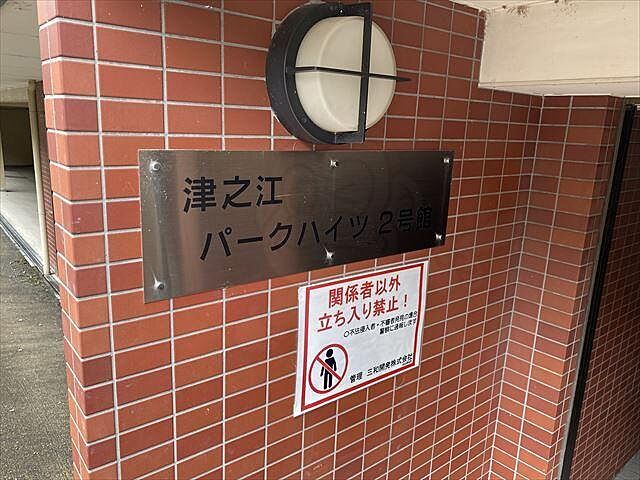 津之江
パークハイツ 2号館
関係者以外
立ち入り禁止！
○不法侵入者・不審者発見の場合
警察に通報します
管理 三和開発株式会社